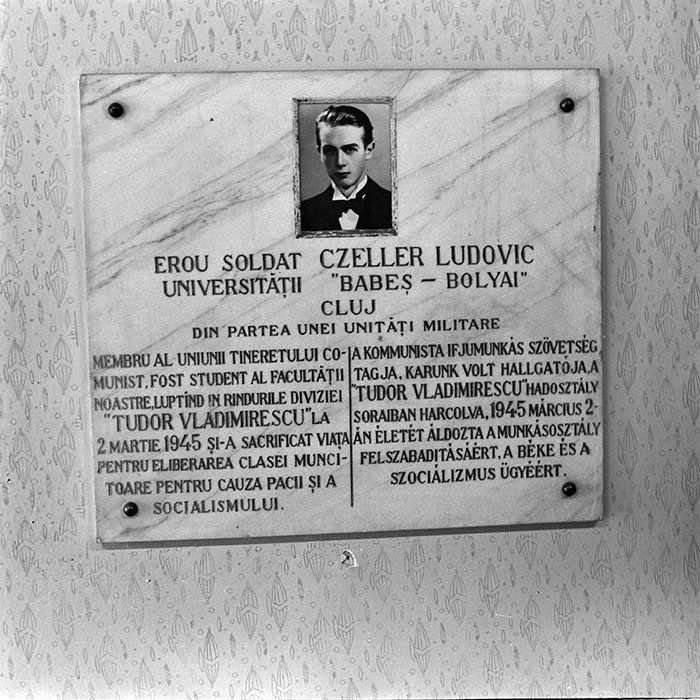 EROU SOLDAT CZELLER LUDOVIC
UNIVERSITĂȚII "BABEȘ – BOLYAI"
CLUJ
DIN PARTEA UNEI UNITĂȚI MILITARE
MEMBRU AL UNIUNII TINERETULUI CO-
MUNIST, FOST STUDENT AL FACULTĂȚII
NOASTRE, LUPTÎND IN RINDURILE DIVIZIEI
"TUDOR VLADIMIRESCU" LA
2 MARTIE 1945 ȘI-A SACRIFICAT VIAȚA
PENTRU ELIBERAREA CLASEI MUNCI-
TOARE PENTRU CAUZA PACII ȘI A
SOCIALISMULUI.
A KOMMUNISTA IFJUMUNKÁS SZÖVETSÉG
TAGJA, KARUNK VOLT HALLGATÓJA, A
"TUDOR VLADIMIRESCU" HADOSZTÁLY
SORAIBAN HARCOLVA, 1945 MÁRCIUS 2-
ÁN ÉLETÉT ÁLDOZTA A MUNKÁSOSZTÁLY
FELSZABADITÁSÁÉRT, A BÉKE ÉS A
SZOCIÁLIZMUS ÜGYÉÉRT.